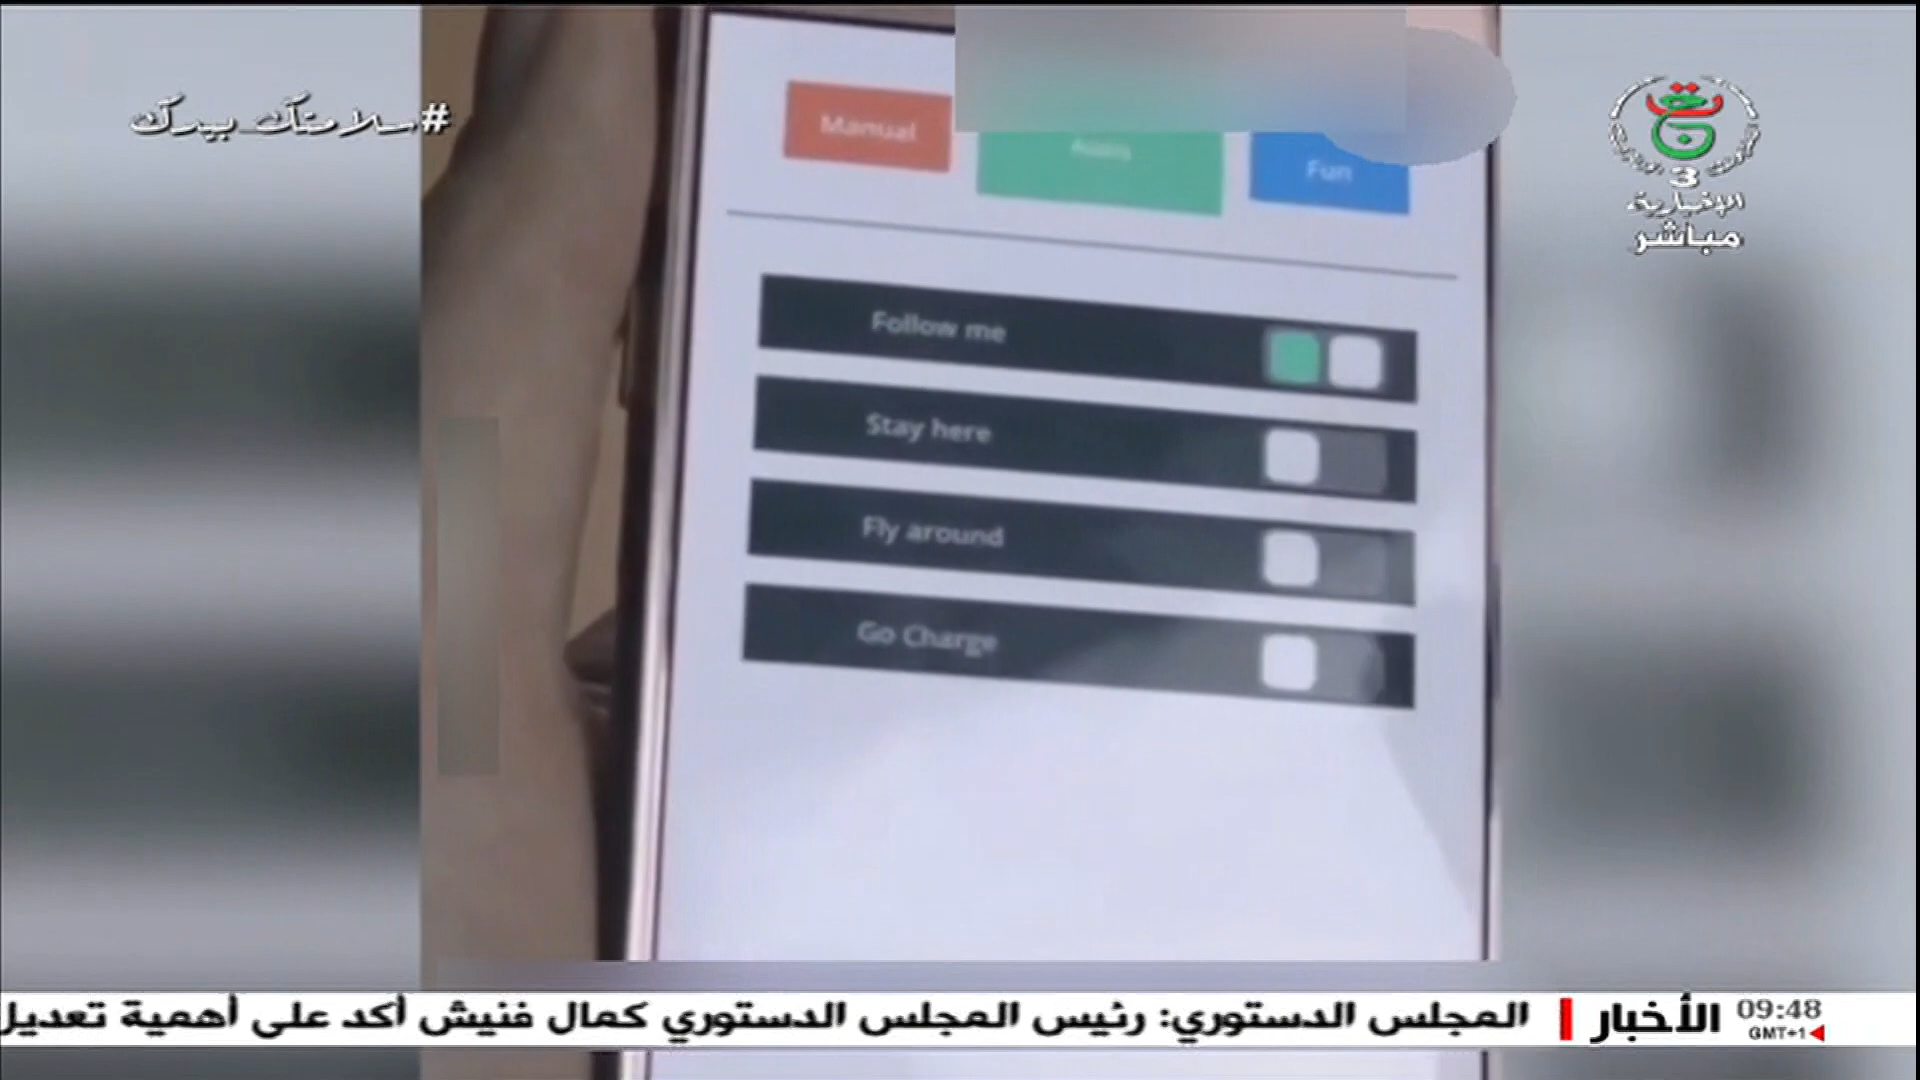 #سلامتك بيدك
3
الإخبارية
مباشر
Manual
Fun
Follow me
Stay here
Fly around
Go Charge
09:48
GMT+1
الأخبار
المجلس الدستوري: رئيس المجلس الدستوري كمال فنيش أكد على أهمية تعديل